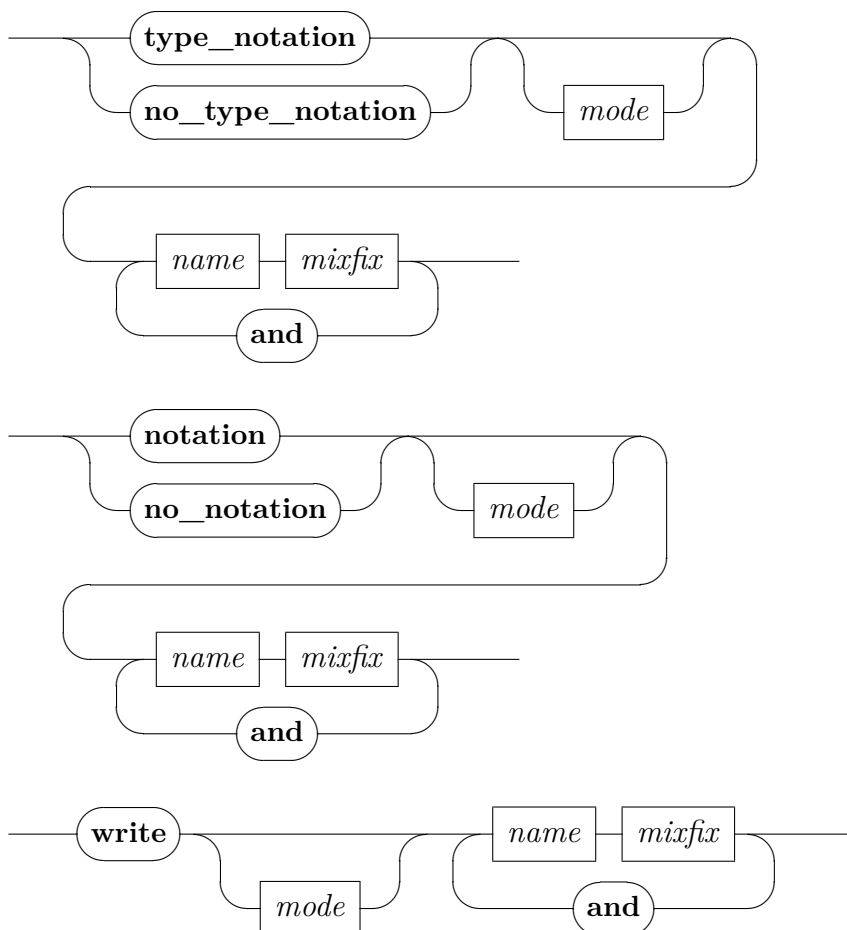 type_notation
no_type_notation mode
name mixfix
and
notation
no_notation mode
name mixfix
and
write name mixfix
mode and